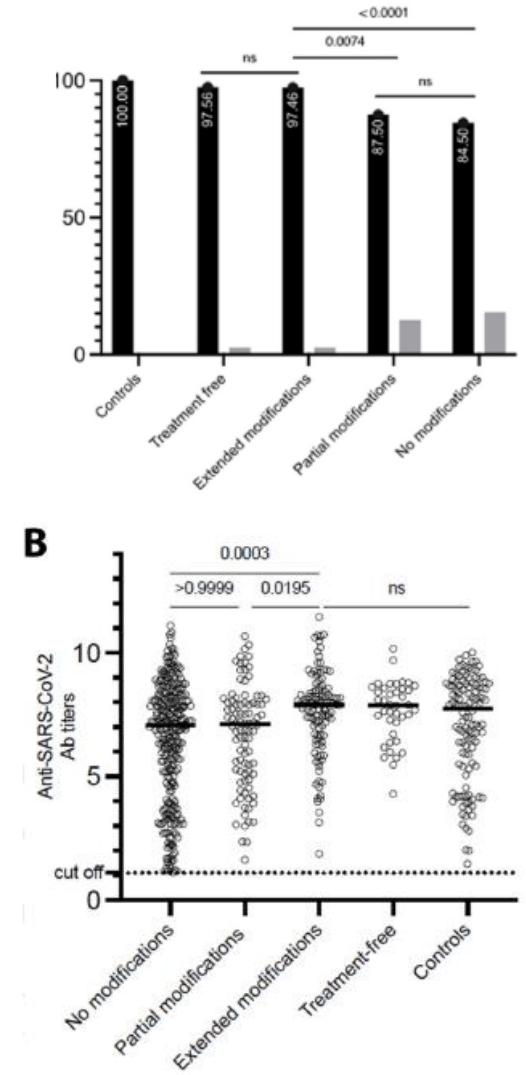 < 0.0001
0.0074
ns
ns
100
100.00
97.56
97.46
87.50
84.50
50
0
Controls
Treatment free
Extended modifications
Partial modifications
No modifications
B
0.0003
>0.9999
0.0195
ns
Anti-SARS-CoV-2
Ab titers
10
5
cut off
0
No modifications
Partial modifications
Extended modifications
Treatment-free
Controls